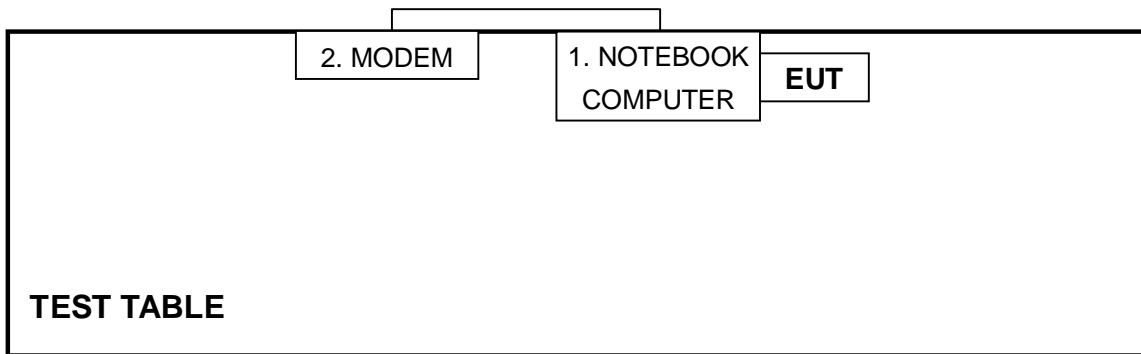 2. MODEM
1. NOTEBOOK
COMPUTER
EUT
TEST TABLE